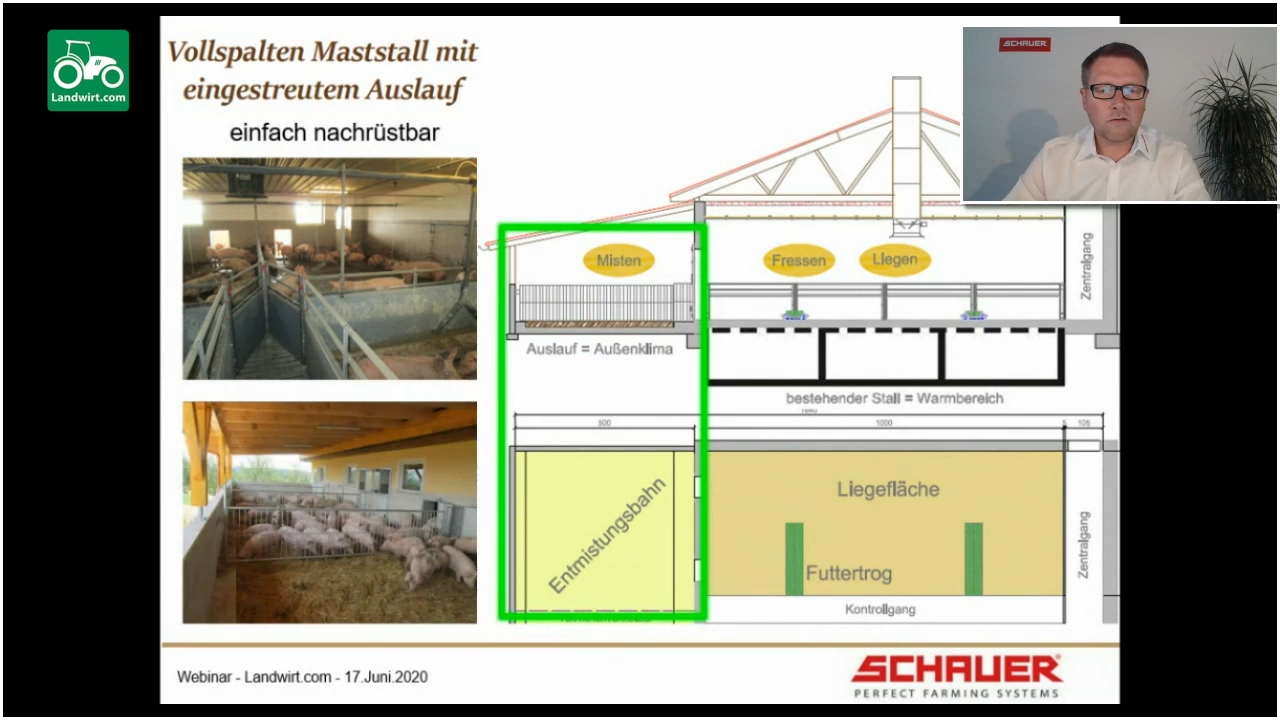 Landwirt.com
Vollspalten Maststall mit
eingestreutem Auslauf
einfach nachrüstbar
SCHAUER
Misten
Fressen
Liegen
Zentralgang
Auslauf = Außenklima
bestehender Stall = Warmbereich
500
1000
105
Entmistungsbahn
Liegefläche
Futtertrog
Zentralgang
Kontrollgang
Webinar - Landwirt.com - 17.Juni.2020
SCHAUER®
PERFECT FARMING SYSTEMS